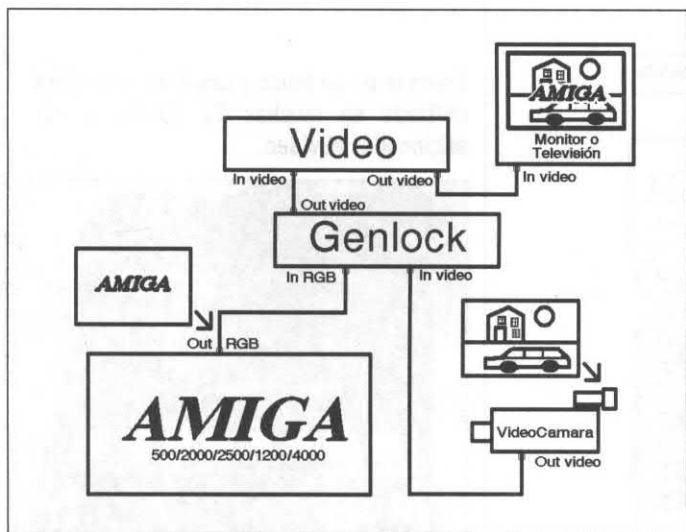 AMIGA
Monitor o
Televisión
Video
In video
Out video
In video
Out video
Genlock
In RGB
In video
AMIGA
Out RGB
AMIGA
500/2000/2500/1200/4000
VideoCamara
Out video